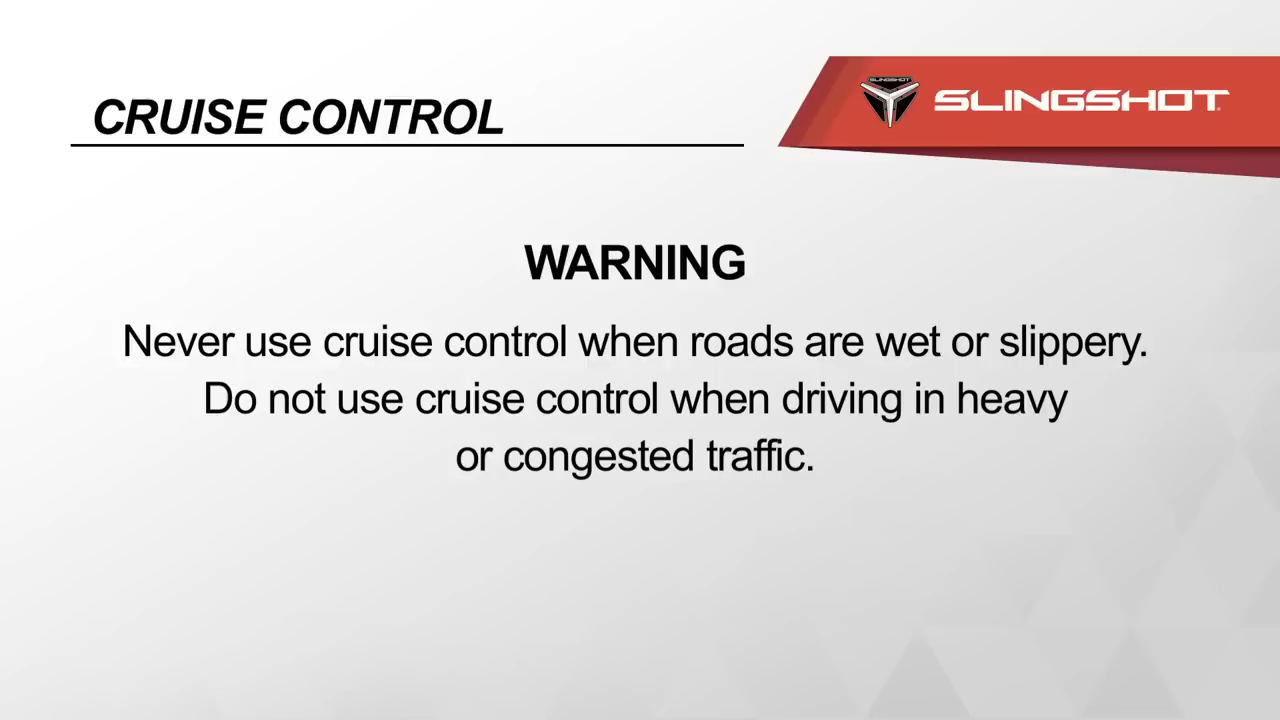 CRUISE CONTROL
SLINGSHOT
SLINGSHOT
WARNING
Never use cruise control when roads are wet or slippery.
Do not use cruise control when driving in heavy
or congested traffic.